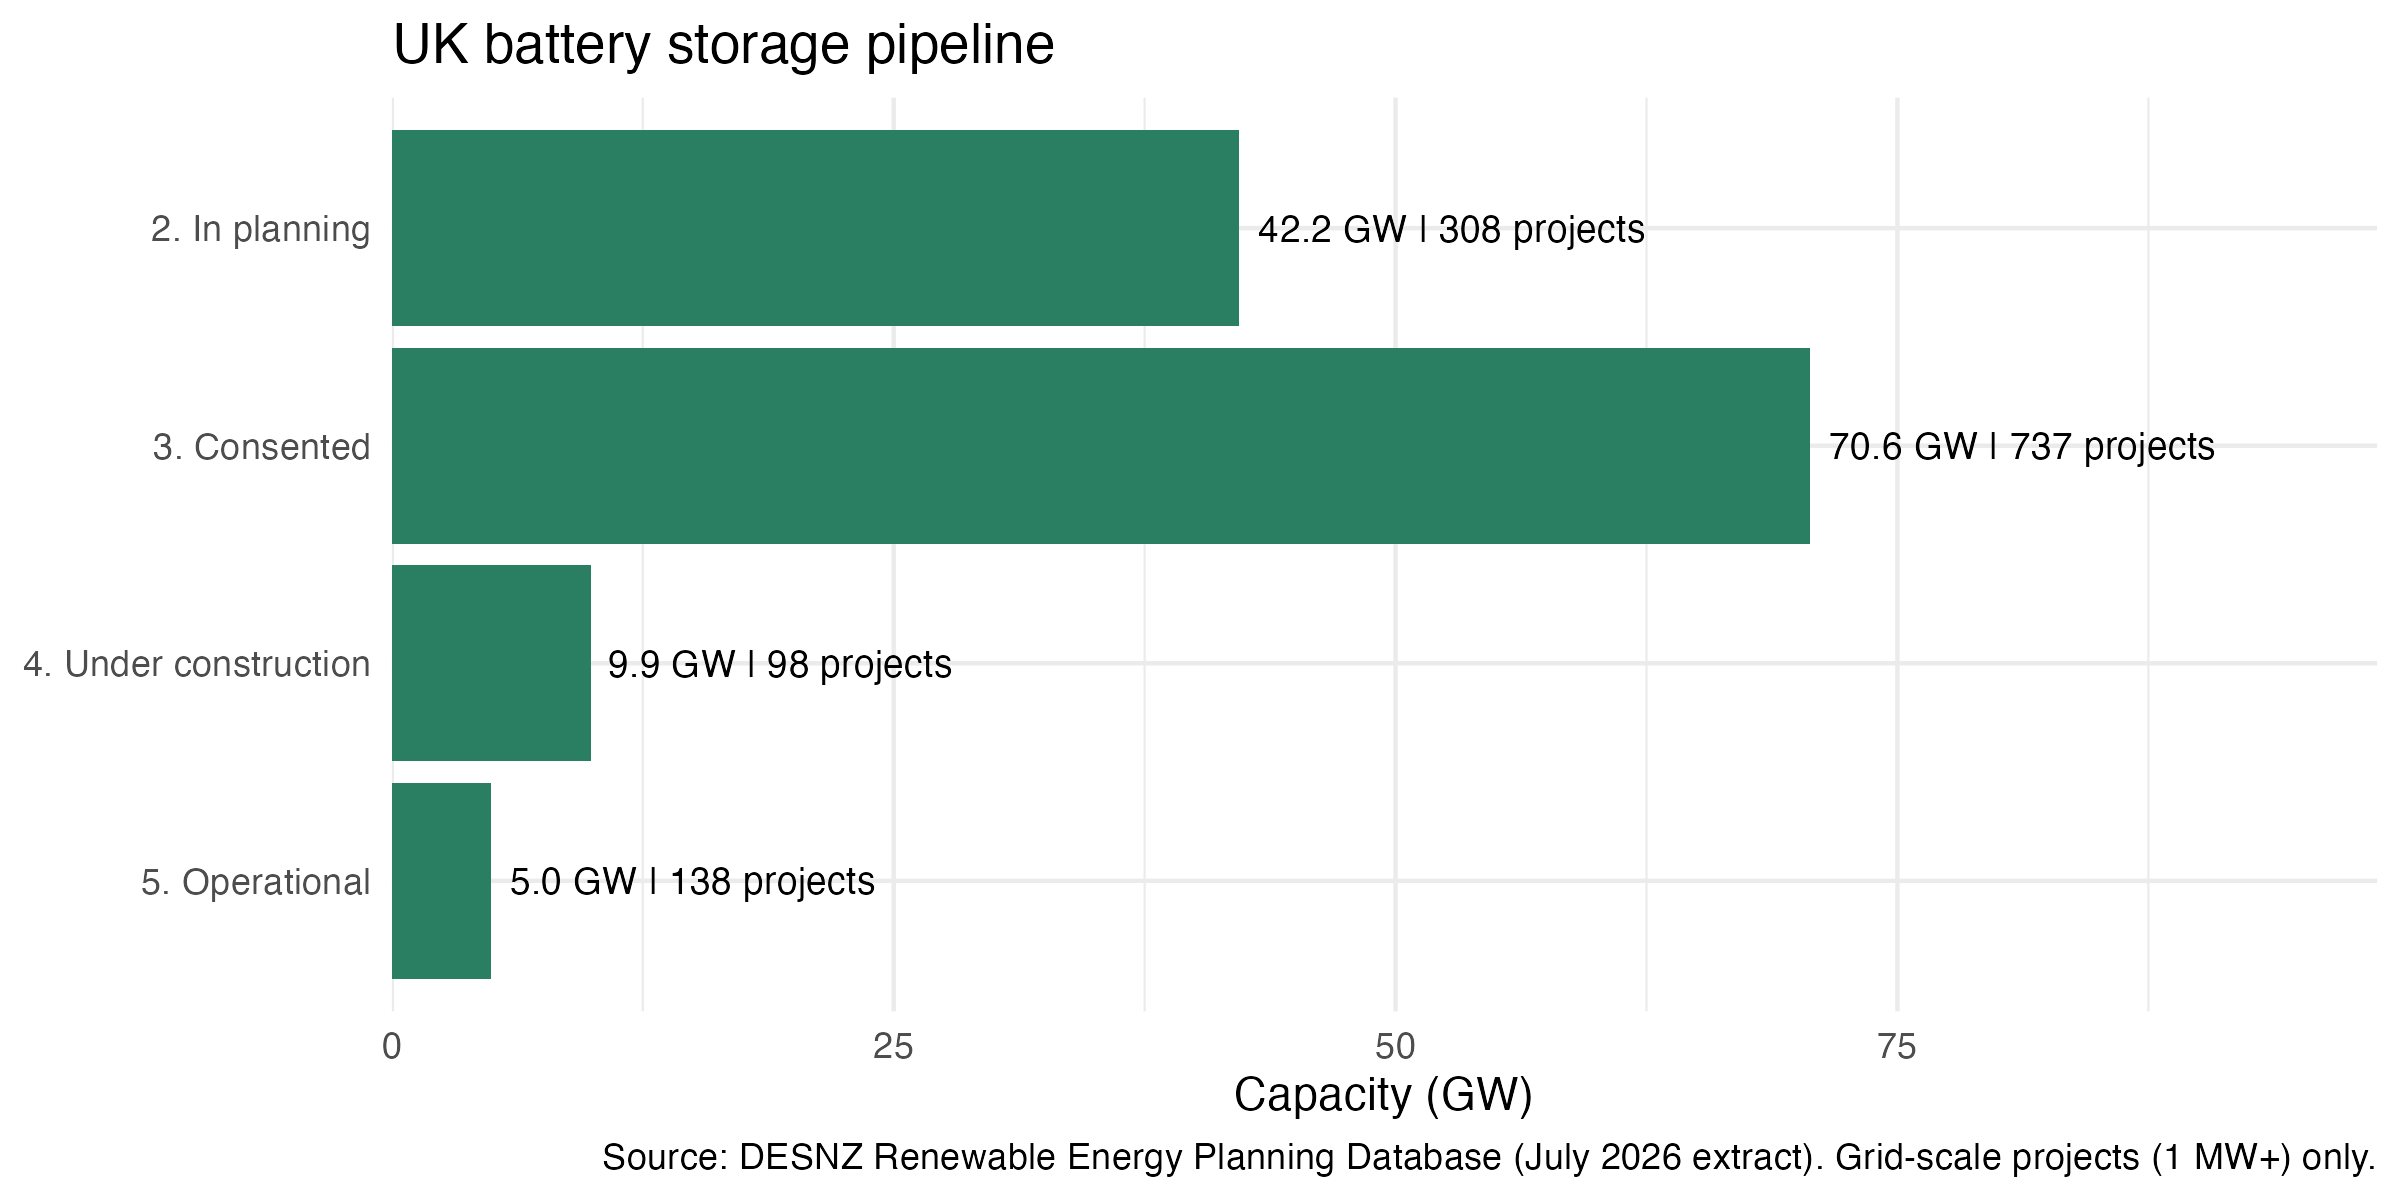 UK battery storage pipeline
2. In planning
42.2 GW | 308 projects
3. Consented
70.6 GW | 737 projects
4. Under construction
9.9 GW | 98 projects
5. Operational
5.0 GW | 138 projects
0 25 50 75
Capacity (GW)
Source: DESNZ Renewable Energy Planning Database (July 2026 extract). Grid-scale projects (1 MW+) only.